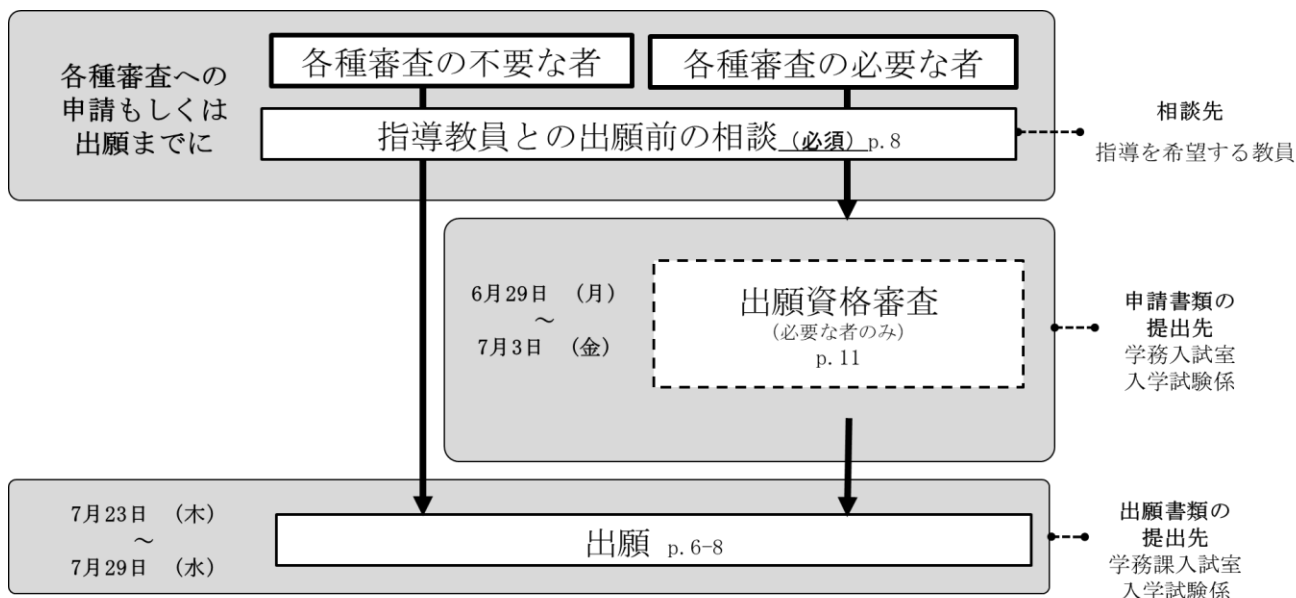 各種審査の不要な者
各種審査の必要な者
各種審査への
申請もしくは
出願までに
指導教員との出願前の相談（必須）p.8
相談先
指導を希望する教員
6月29日　（月）
～
7月3日　（金）
出願資格審査
（必要な者のみ）
p.11
申請書類の
提出先
学務入試室
入学試験係
7月23日　（木）
～
7月29日　（水）
出願 p.6-8
出願書類の
提出先
学務課入試室
入学試験係